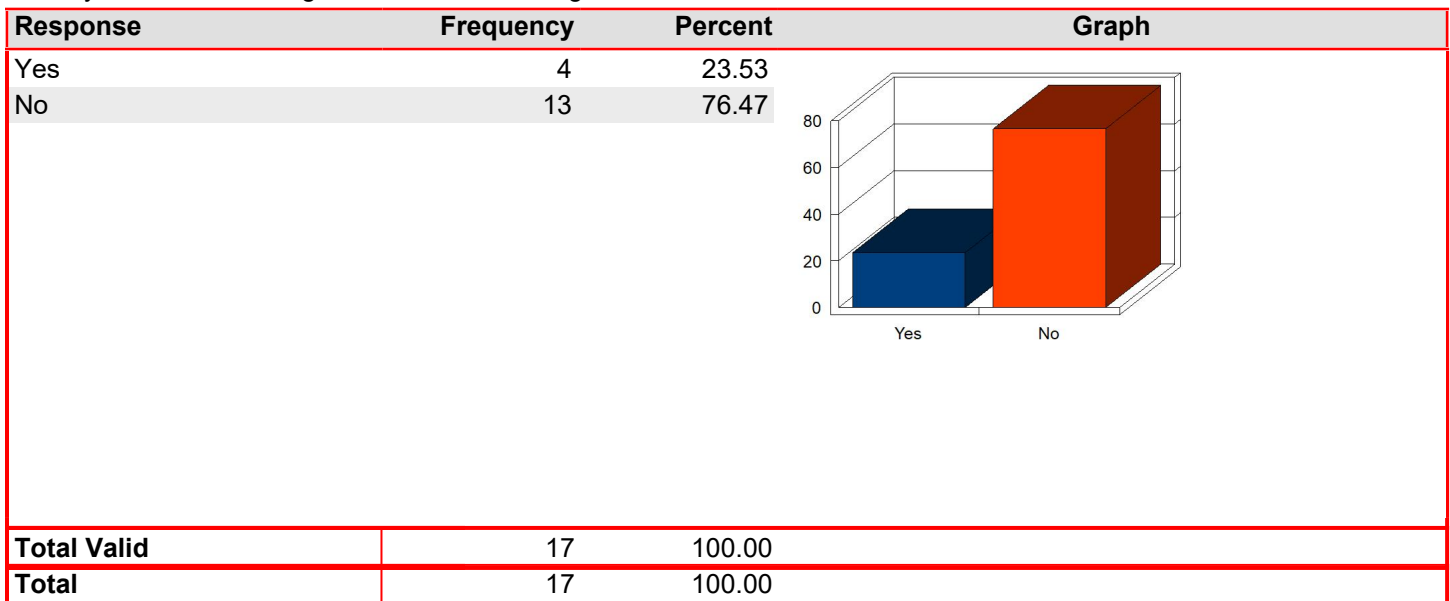 Response Frequency Percent Graph
Yes 4 23.53
No 13 76.47
80
60
40
20
0
Yes No
Total Valid 17 100.00
Total 17 100.00